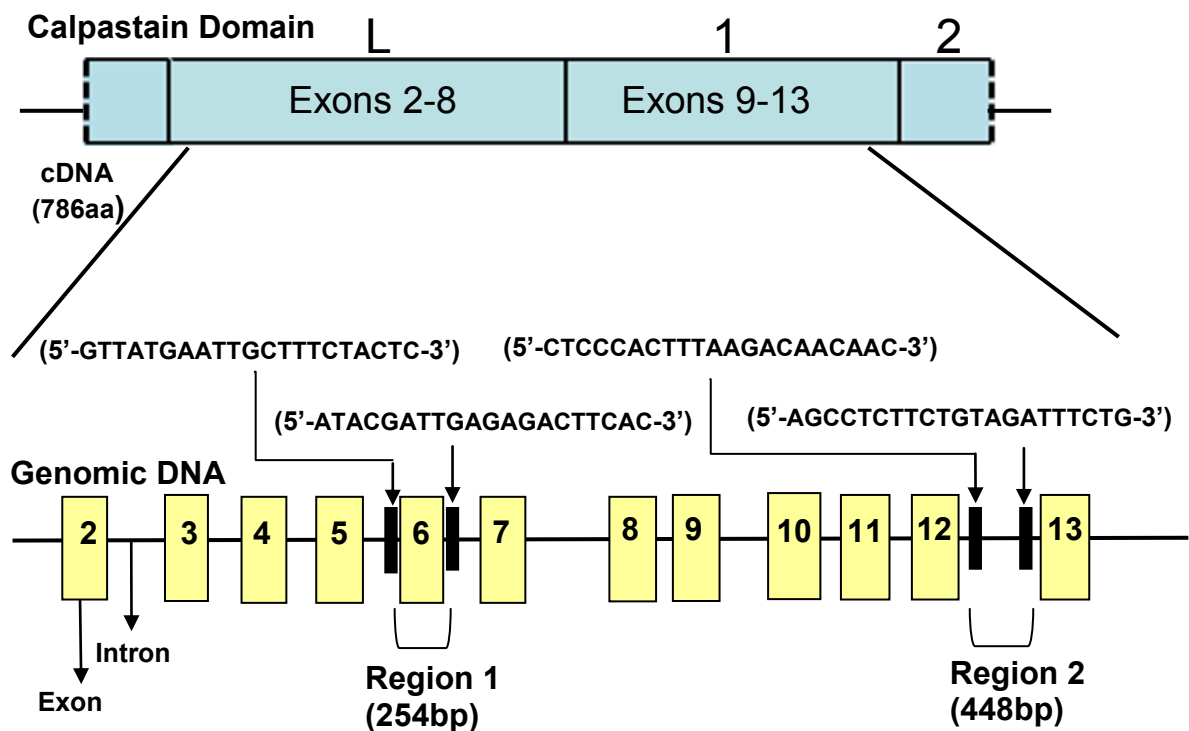 Calpastain Domain
L
1
2
Exons 2-8
Exons 9-13
cDNA
(786aa)
(5’-GTTATGAATTGCTTTCTACTC-3’)
(5’-CTCCCACTTTAAGACAACAAC-3’)
(5’-ATACGATTGAGAGACTTCAC-3’)
(5’-AGCCTCTTCTGTAGATTTCTG-3’)
Genomic DNA
2
3
4
5
6
7
8
9
10
11
12
13
Intron
Exon
Region 1
(254bp)
Region 2
(448bp)